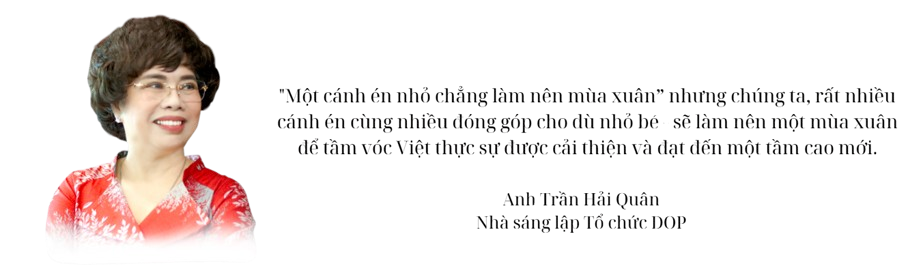 "Một cánh én nhỏ chẳng làm nên mùa xuân” nhưng chúng ta, rất nhiều
cánh én cùng nhiều đóng góp cho dù nhỏ bé sẽ làm nên một mùa xuân
để tầm vóc Việt thực sự được cải thiện và đạt đến một tầm cao mới.
Anh Trần Hải Quân
Nhà sáng lập Tổ chức DOP